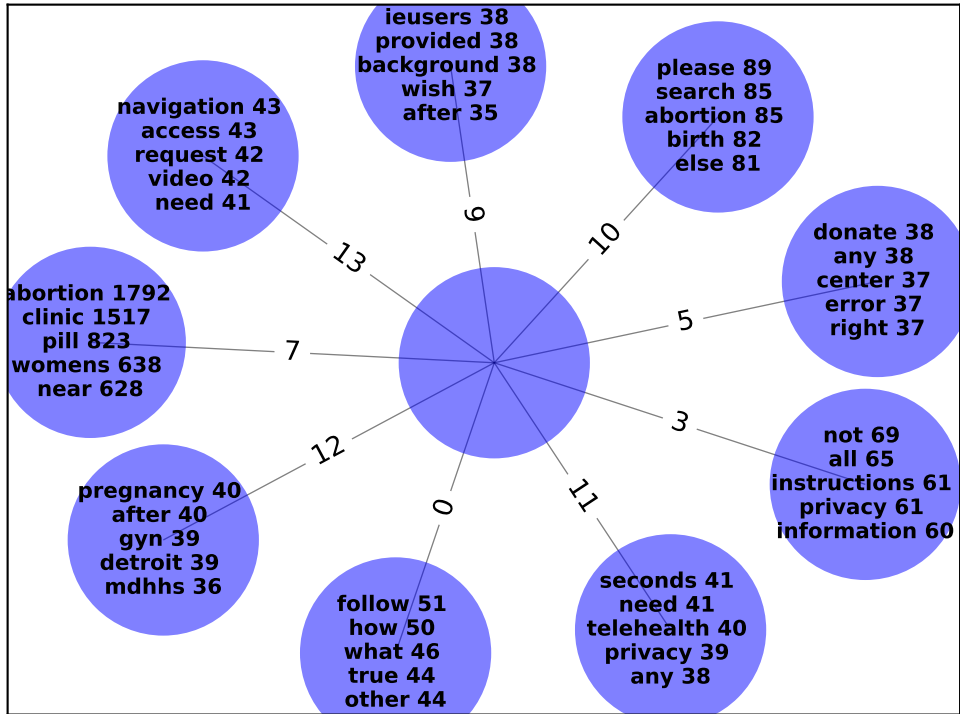 ieusers 38
provided 38
background 38
wish 37
after 35
please 89
search 85
abortion 85
birth 82
else 81
navigation 43
access 43
request 42
video 42
need 41
donate 38
any 38
center 37
error 37
right 37
abortion 1792
clinic 1517
pill 823
womens 638
near 628
not 69
all 65
instructions 61
privacy 61
information 60
pregnancy 40
after 40
gyn 39
detroit 39
mdhhs 36
follow 51
how 50
what 46
true 44
other 44
seconds 41
need 41
telehealth 40
privacy 39
any 38
9
10
13
5
7
3
12
0
11